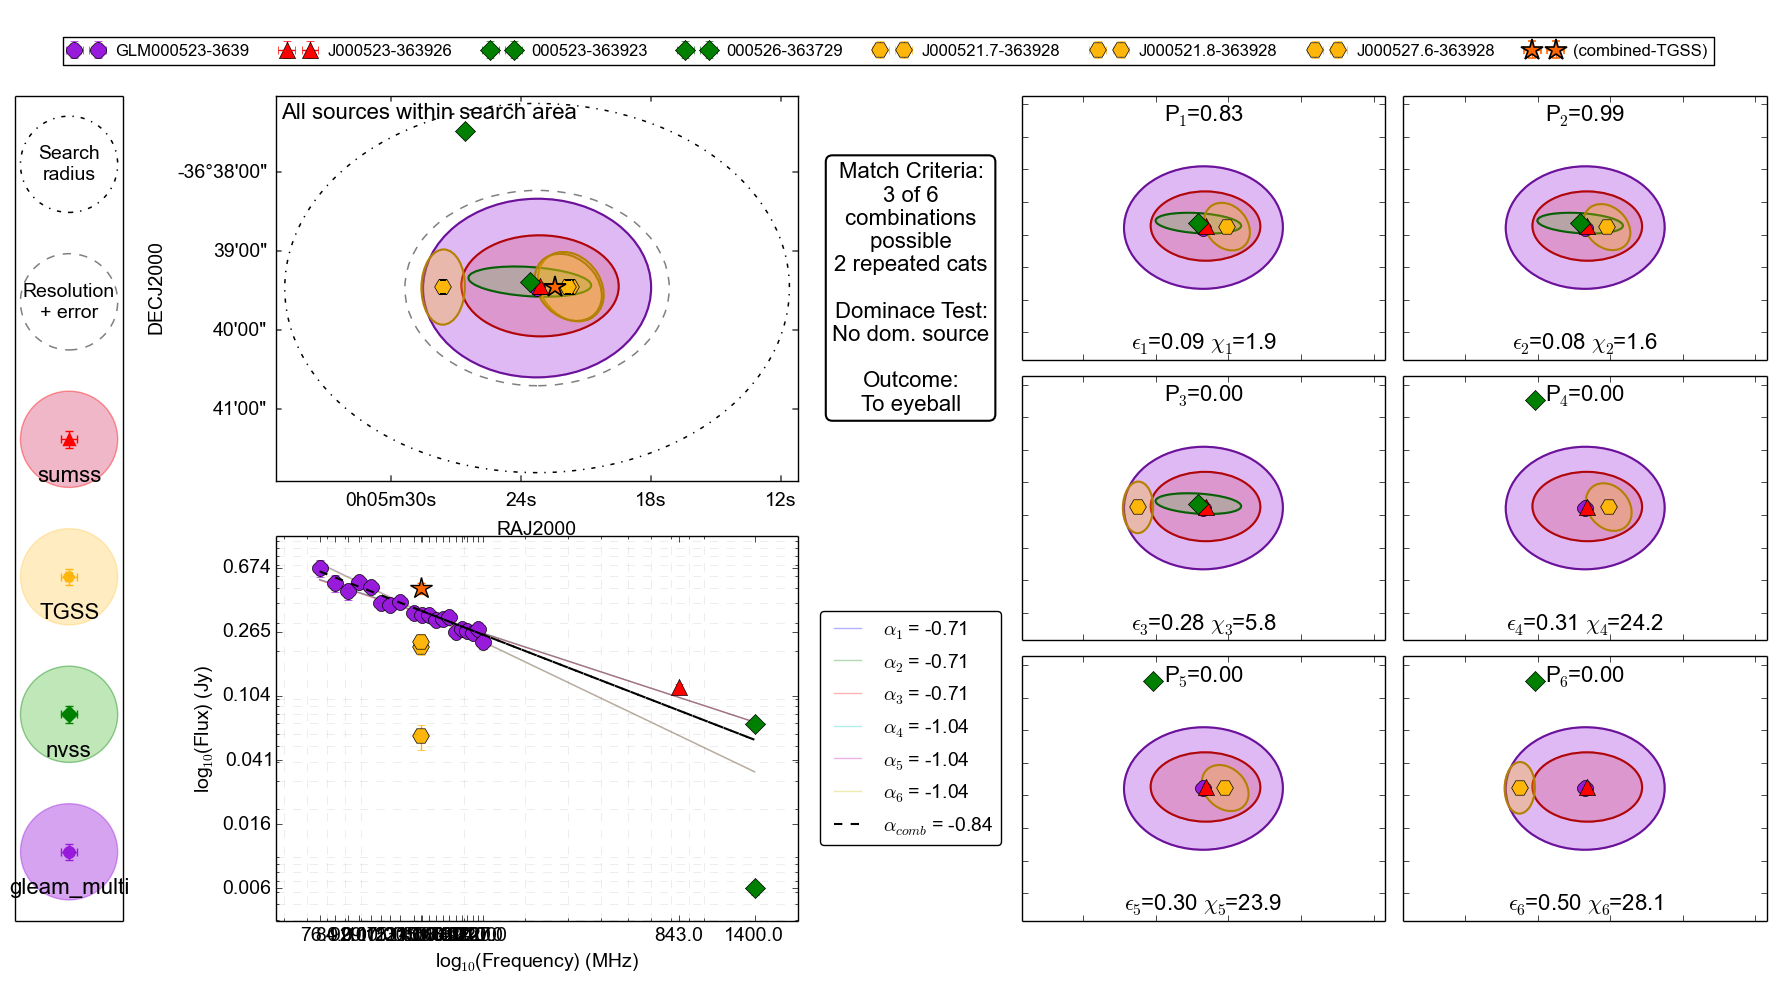 GLM000523-3639 J000523-363926 000523-363923 000526-363729 J000521.7-363928 J000521.8-363928 J000527.6-363928 (combined-TGSS)
Search
radius
Resolution
+ error
sumss
TGSS
nvss
gleam_multi
All sources within search area
DECJ2000
-36°38'00"
39'00"
40'00"
41'00"
0h05m30s 24s 18s 12s
RAJ2000
Match Criteria:
3 of 6
combinations
possible
2 repeated cats
Dominace Test:
No dom. source
Outcome:
To eyeball
log10(Flux) (Jy)
0.674
0.265
0.104
0.041
0.016
0.006
843.0 1400.0
log10(Frequency) (MHz)
α1 = -0.71
α2 = -0.71
α3 = -0.71
α4 = -1.04
α5 = -1.04
α6 = -1.04
αcomb = -0.84
P1=0.83
ϵ1=0.09 χ1=1.9
P2=0.99
ϵ2=0.08 χ2=1.6
P3=0.00
ϵ3=0.28 χ3=5.8
P4=0.00
ϵ4=0.31 χ4=24.2
P5=0.00
ϵ5=0.30 χ5=23.9
P6=0.00
ϵ6=0.50 χ6=28.1